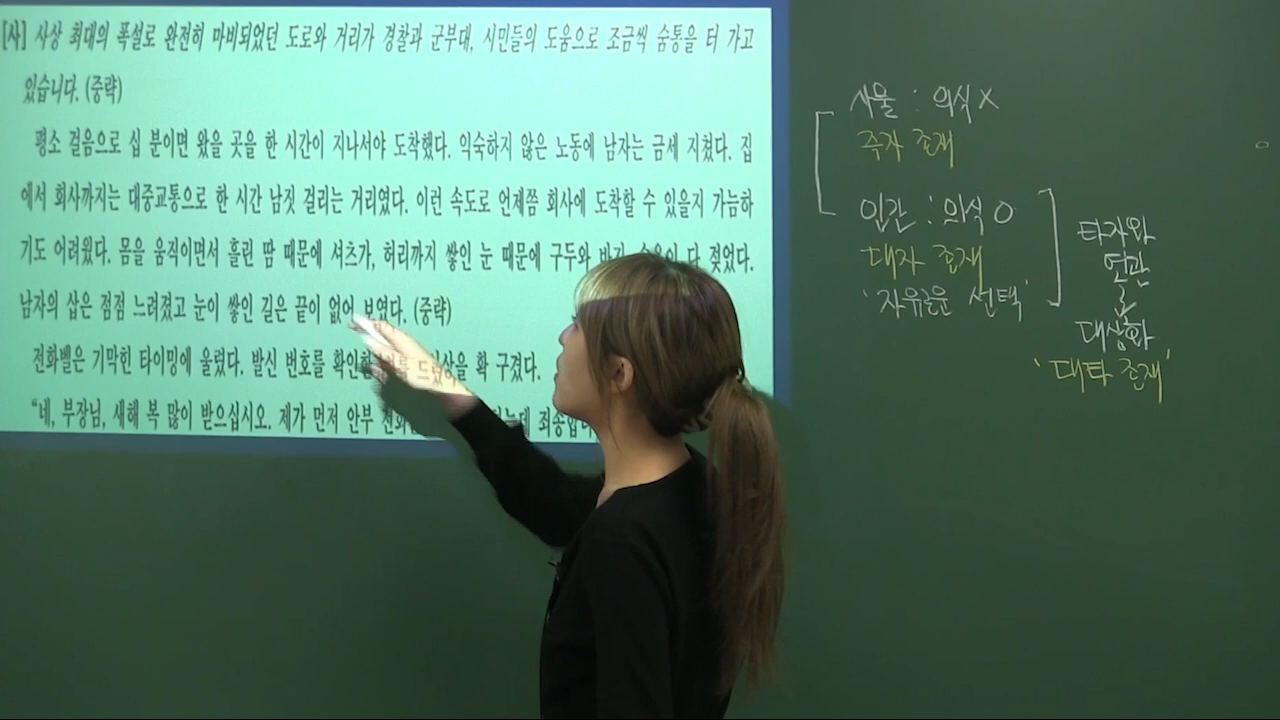 [사] 사상 최대의 폭설로 완전히 마비되었던 도로와 거리가 경찰과 군부대, 시민들의 도움으로 조금씩 숨통을 터 가고
있습니다. (중략)
평소 걸음으로 십 분이면 왔을 곳을 한 시간이 지나서야 도착했다. 익숙하지 않은 노동에 남자는 금세 지쳤다. 집
에서 회사까지는 대중교통으로 한 시간 남짓 걸리는 거리였다. 이런 속도로 언제쯤 회사에 도착할 수 있을지 가늠하
기도 어려웠다. 몸을 움직이면서 흘린 땀 때문에 셔츠가, 허리까지 쌓인 눈 때문에 구두와 다 젖었다.
남자의 삽은 점점 느려졌고 눈이 쌓인 길은 끝이 없어 보였다. (중략)
전화벨은 기막힌 타이밍에 울렸다. 발신 번호를 확 구겼다.
“네, 부장님, 새해 복 많이 받으십시오. 제가 먼저 안부
사물 : 의식 X
즉자 존재
인간 : 의식 O
대자 존재
'자유로운 선택'
타자와
연관
대상화
'대타 존재'